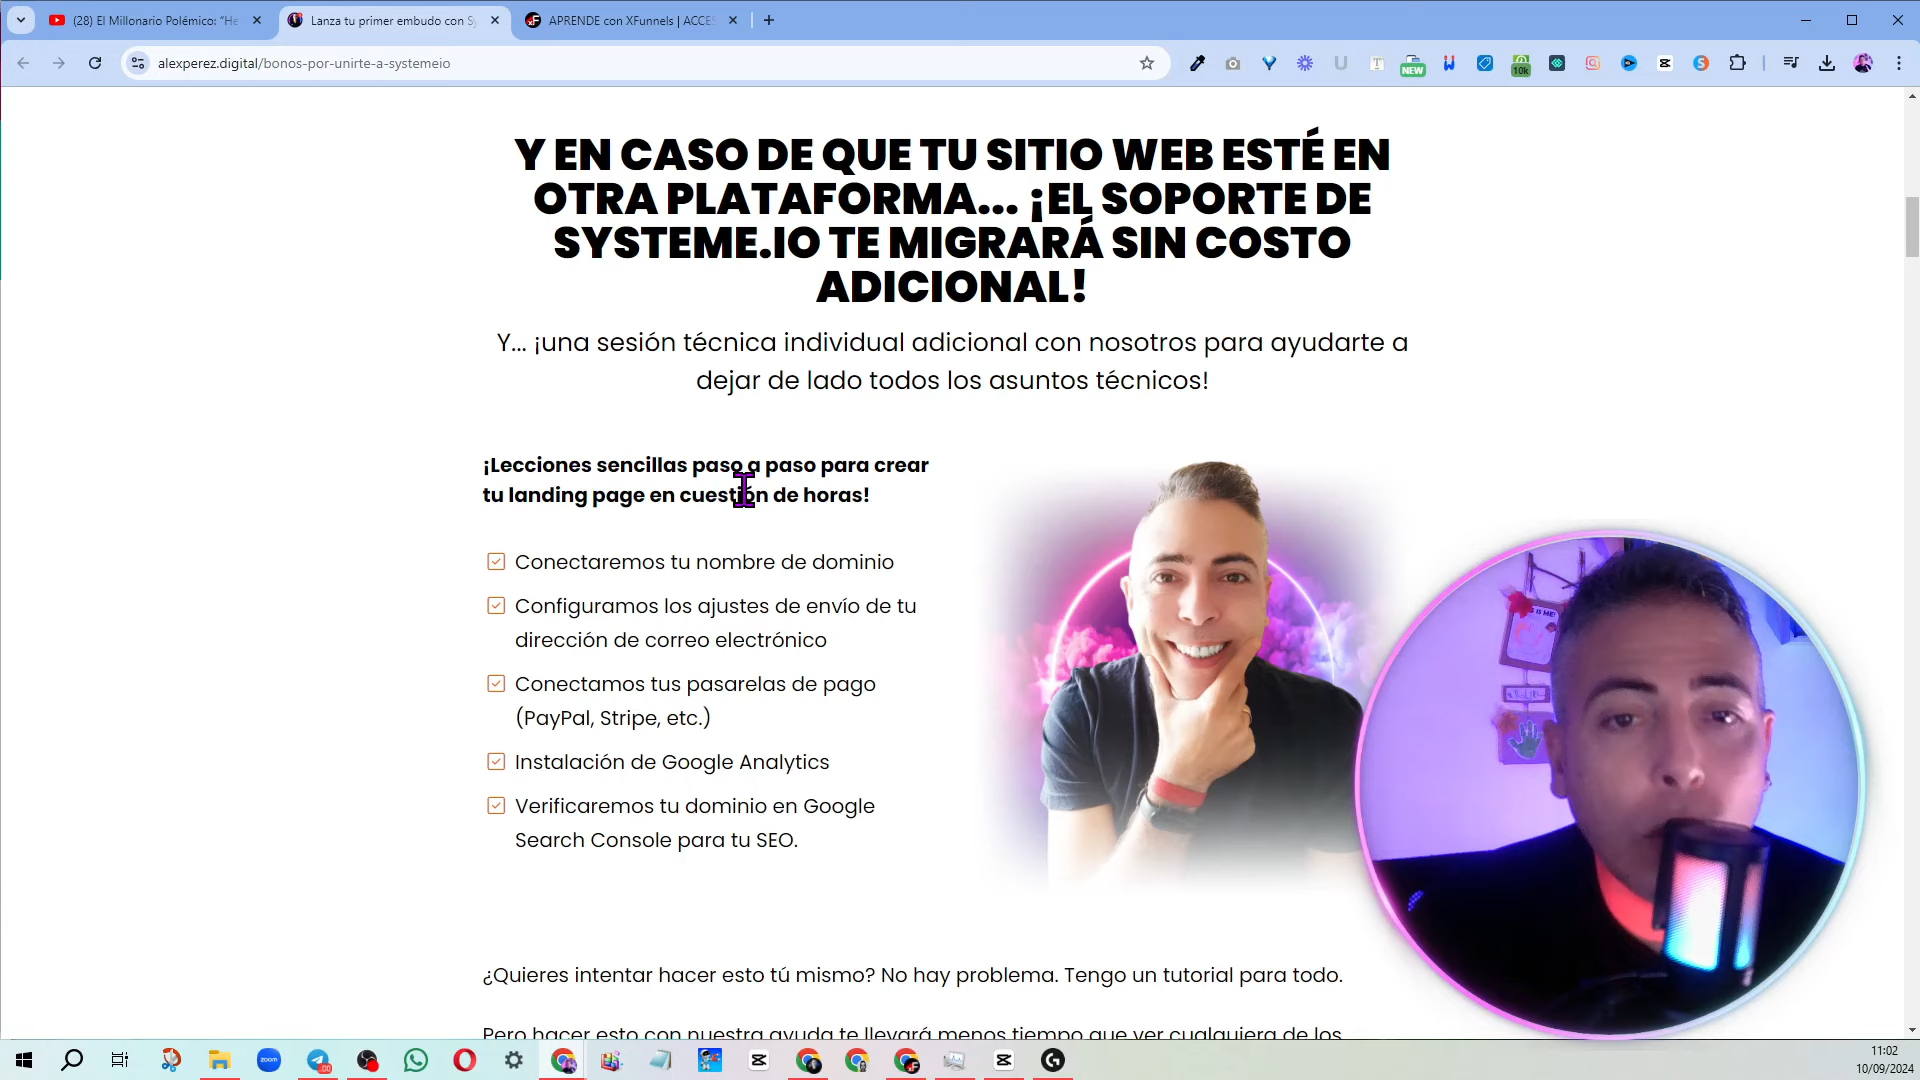 (28) El Millonario Polémico: "He
Lanza tu primer embudo con Sy
APRENDE con XFunnels | ACCES
alexperez.digital/bonos-por-unirte-a-systemeio
NEW
10k
Y EN CASO DE QUE TU SITIO WEB ESTÉ EN
OTRA PLATAFORMA... ¡EL SOPORTE DE
SYSTEME.IO TE MIGRARÁ SIN COSTO
ADICIONAL!
Y... ¡una sesión técnica individual adicional con nosotros para ayudarte a
dejar de lado todos los asuntos técnicos!
¡Lecciones sencillas paso a paso para crear
tu landing page en cuestión de horas!
Conectaremos tu nombre de dominio
Configuramos los ajustes de envío de tu
dirección de correo electrónico
Conectamos tus pasarelas de pago
(PayPal, Stripe, etc.)
Instalación de Google Analytics
Verificaremos tu dominio en Google
Search Console para tu SEO.
¿Quieres intentar hacer esto tú mismo? No hay problema. Tengo un tutorial para todo.
Pero hacer esto con nuestra ayuda te llevará menos tiempo que ver cualquiera de los
zoom
11:02
10/09/2024